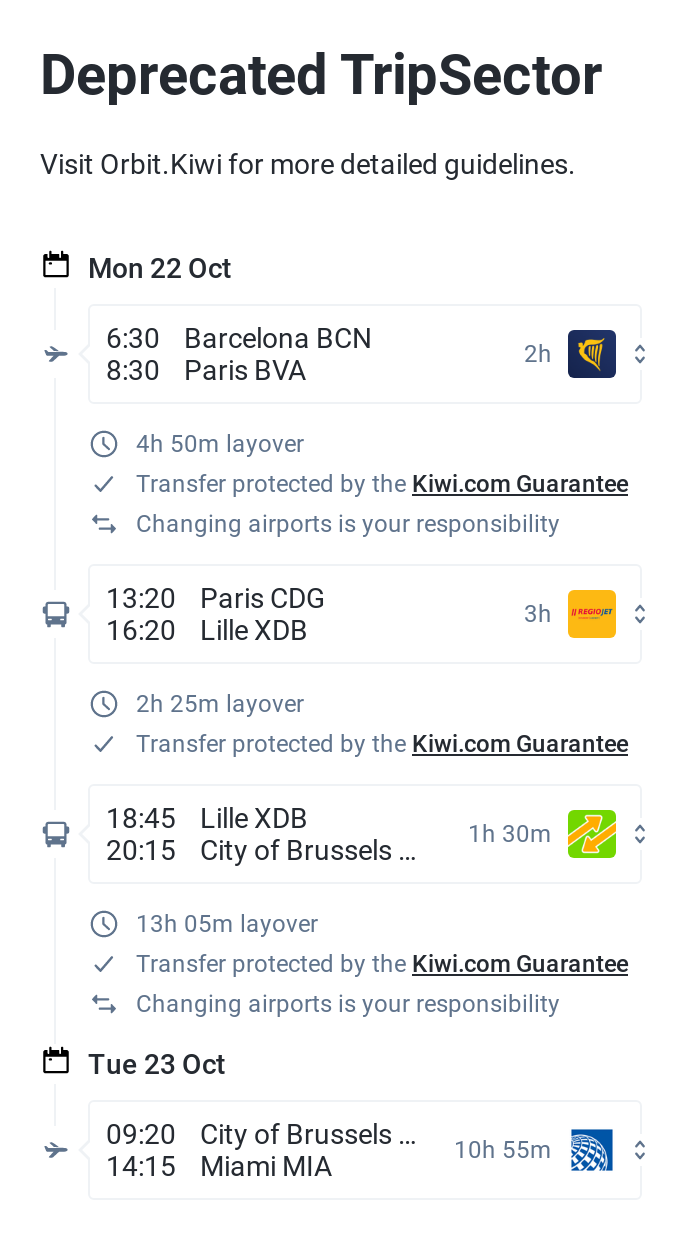 Deprecated TripSector
Visit Orbit.Kiwi for more detailed guidelines.
Mon 22 Oct
6:30 Barcelona BCN
8:30 Paris BVA
2h
4h 50m layover
Transfer protected by the Kiwi.com Guarantee
Changing airports is your responsibility
13:20 Paris CDG
16:20 Lille XDB
3h
REGIOJET
2h 25m layover
Transfer protected by the Kiwi.com Guarantee
18:45 Lille XDB
20:15 City of Brussels ...
1h 30m
13h 05m layover
Transfer protected by the Kiwi.com Guarantee
Changing airports is your responsibility
Tue 23 Oct
09:20 City of Brussels ...
14:15 Miami MIA
10h 55m